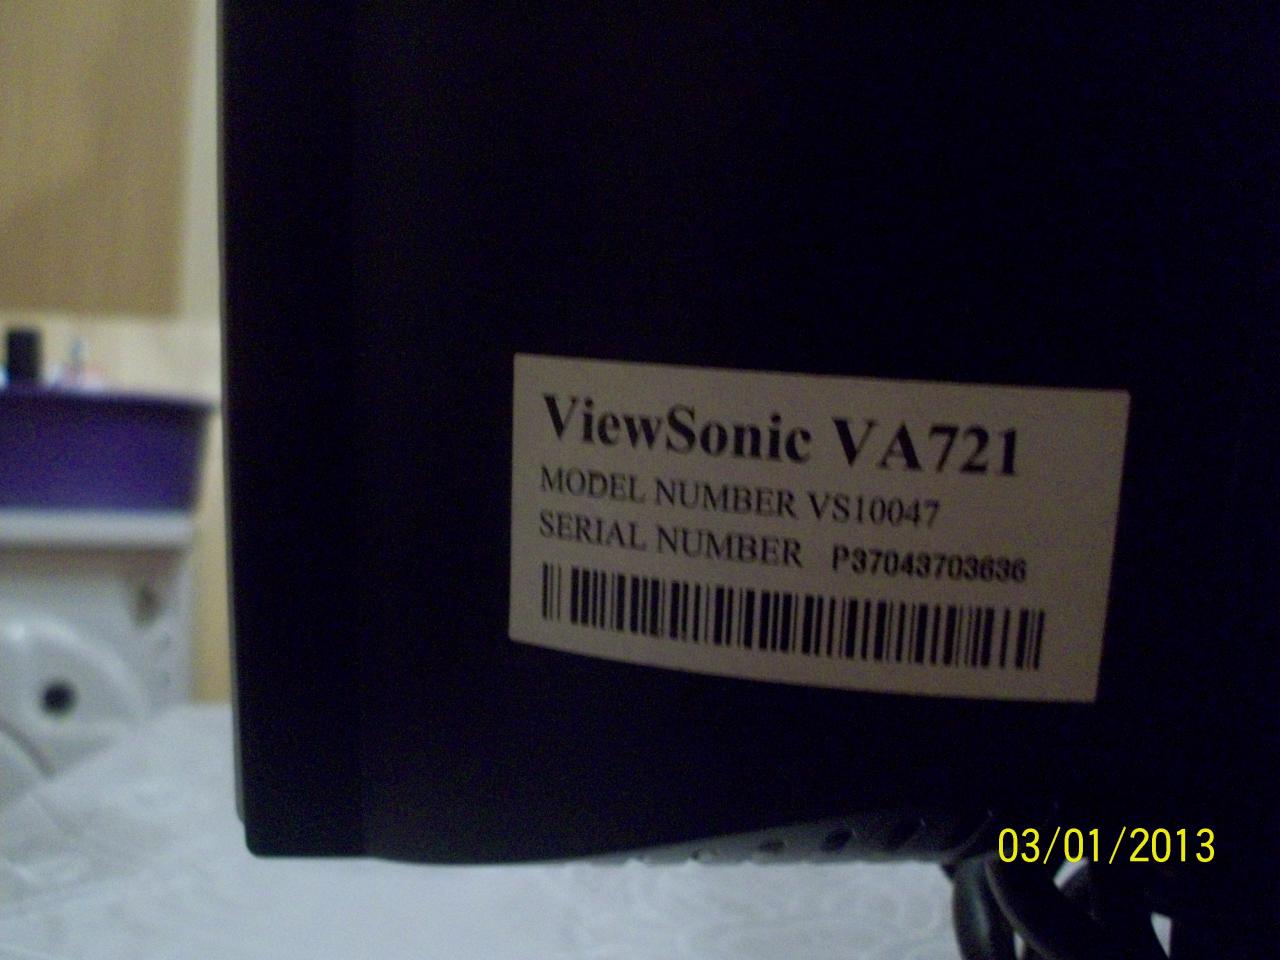 ViewSonic VA721
MODEL NUMBER VS10047
SERIAL NUMBER P37043703636
03/01/2013